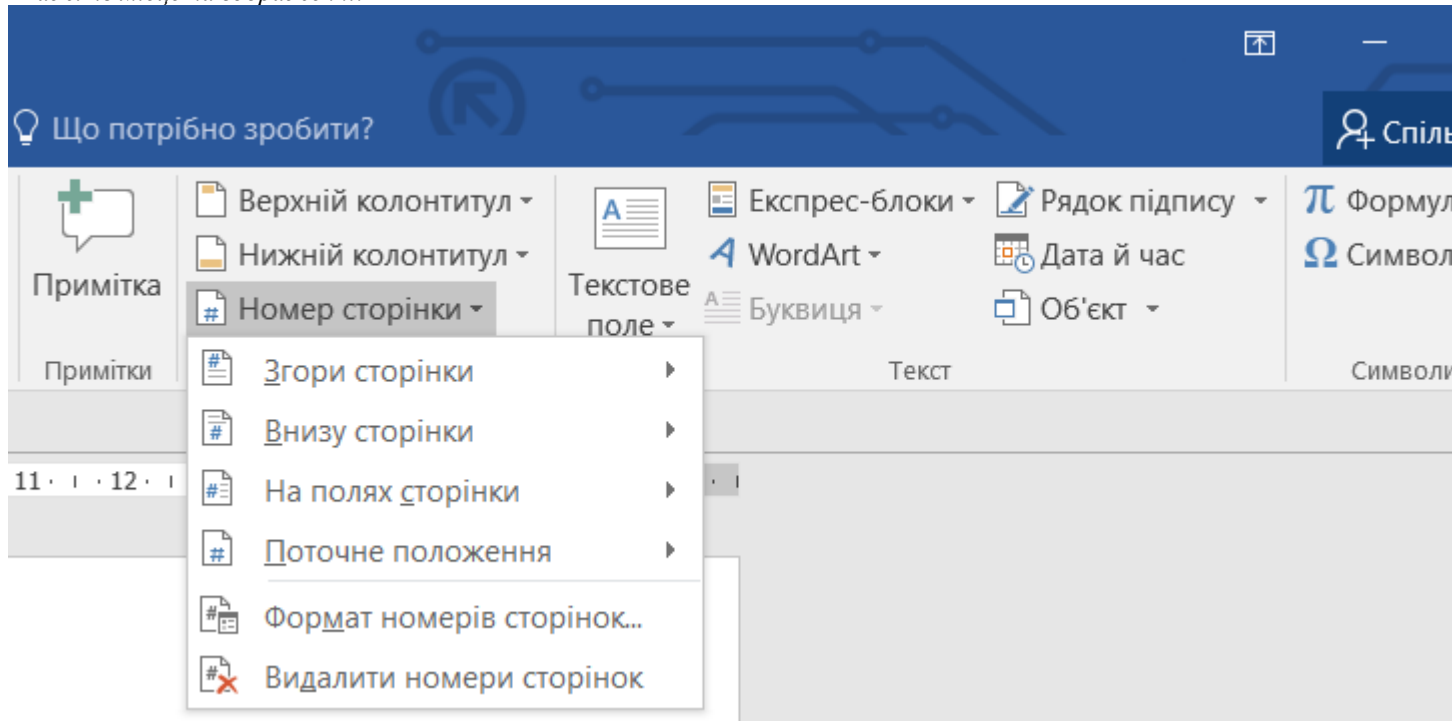 Що потрібно зробити?
Спіль
Примітка
Верхній колонтитул
Нижній колонтитул
Номер сторінки
Текстове
поле
Експрес-блоки
WordArt
Буквиця
Рядок підпису
Дата й час
Об'єкт
π Формул
Ω Символ
Примітки
Текст
Символи
Згори сторінки
Внизу сторінки
На полях сторінки
Поточне положення
Формат номерів сторінок...
Видалити номери сторінок
11 · 12